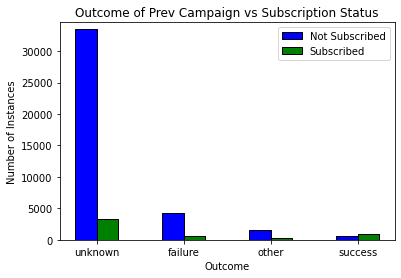 Outcome of Prev Campaign vs Subscription Status
Not Subscribed
Subscribed
Number of Instances
30000
25000
20000
15000
10000
5000
0
unknown failure other success
Outcome